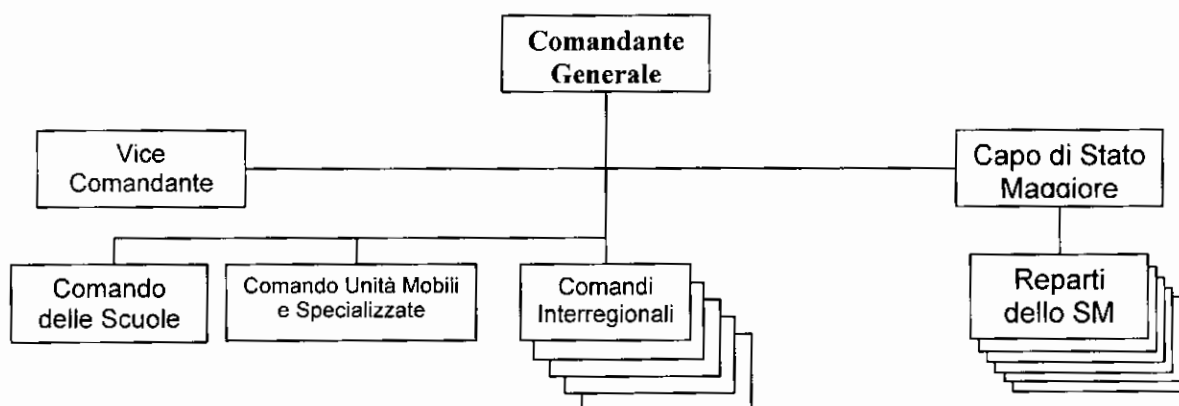 Comandante
Generale
Vice
Comandante
Capo di Stato
Maggiore
Comando
delle Scuole
Comando Unità Mobili
e Specializzate
Comandi
Interregionali
Reparti
dello SM